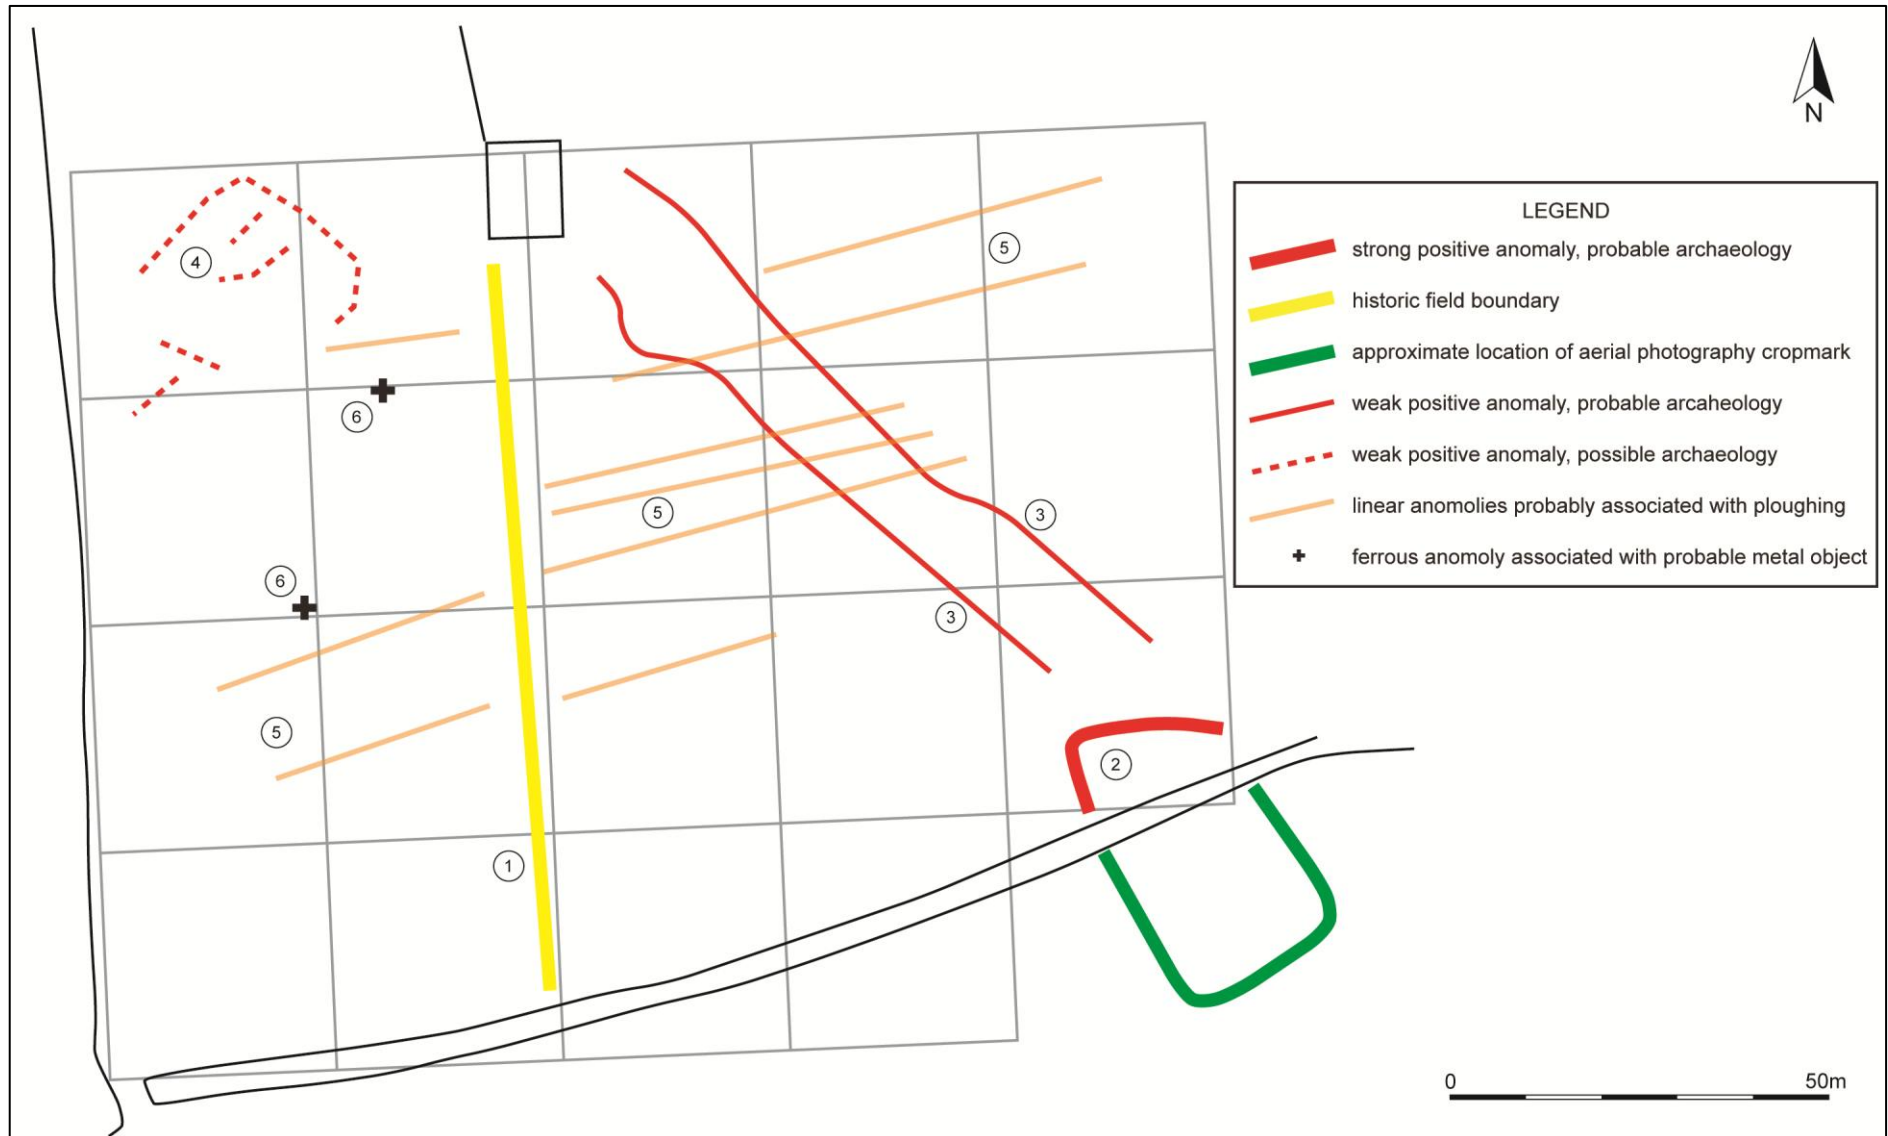 N
LEGEND
strong positive anomaly, probable archaeology
historic field boundary
approximate location of aerial photography cropmark
weak positive anomaly, probable arcaheology
weak positive anomaly, possible archaeology
linear anomolies probably associated with ploughing
ferrous anomoly associated with probable metal object
4
5
6
5
3
6
3
5
2
1
0 50m